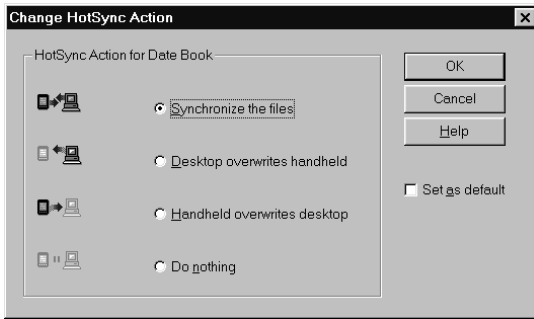 Change HotSync Action
HotSync Action for Date Book
Synchronize the files
Desktop overwrites handheld
Handheld overwrites desktop
Do nothing
OK
Cancel
Help
Set as default